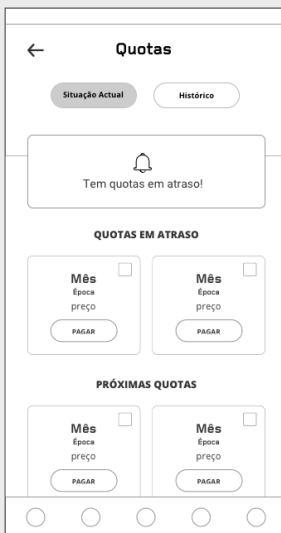 Quotas
Situação Actual
Histórico
Tem quotas em atraso!
QUOTAS EM ATRASO
Mês
Época
preço
PAGAR
Mês
Época
preço
PAGAR
PRÓXIMAS QUOTAS
Mês
Época
preço
PAGAR
Mês
Época
preço
PAGAR